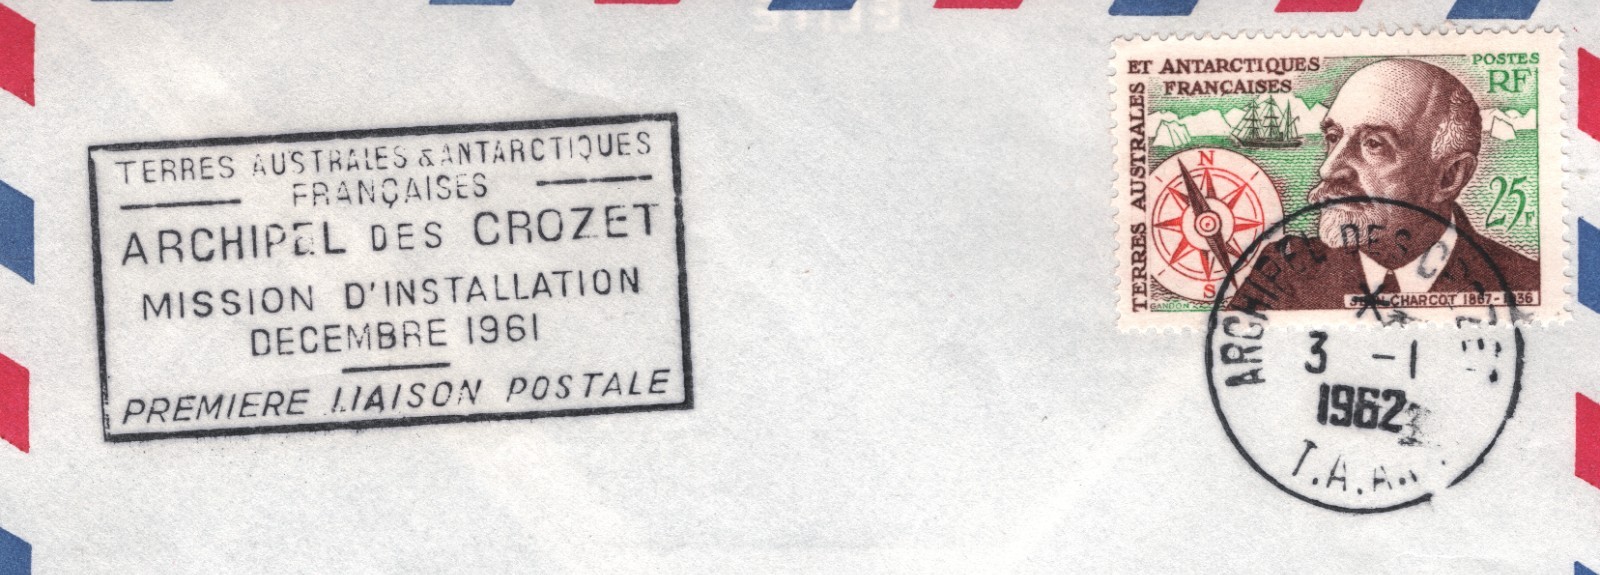 TERRES AUSTRALES & ANTARCTIQUES
FRANÇAISES
ARCHIPEL DES CROZET
MISSION D'INSTALLATION
DECEMBRE 1961
PREMIERE LIAISON POSTALE
TERRES AUSTRALES
ET ANTARCTIQUES
FRANÇAISES
POSTES
RF
25F
N
S
GANDON
JEAN CHARCOT 1867-1936
ARCHIPEL DES
3 -1
1962
T.A.A.